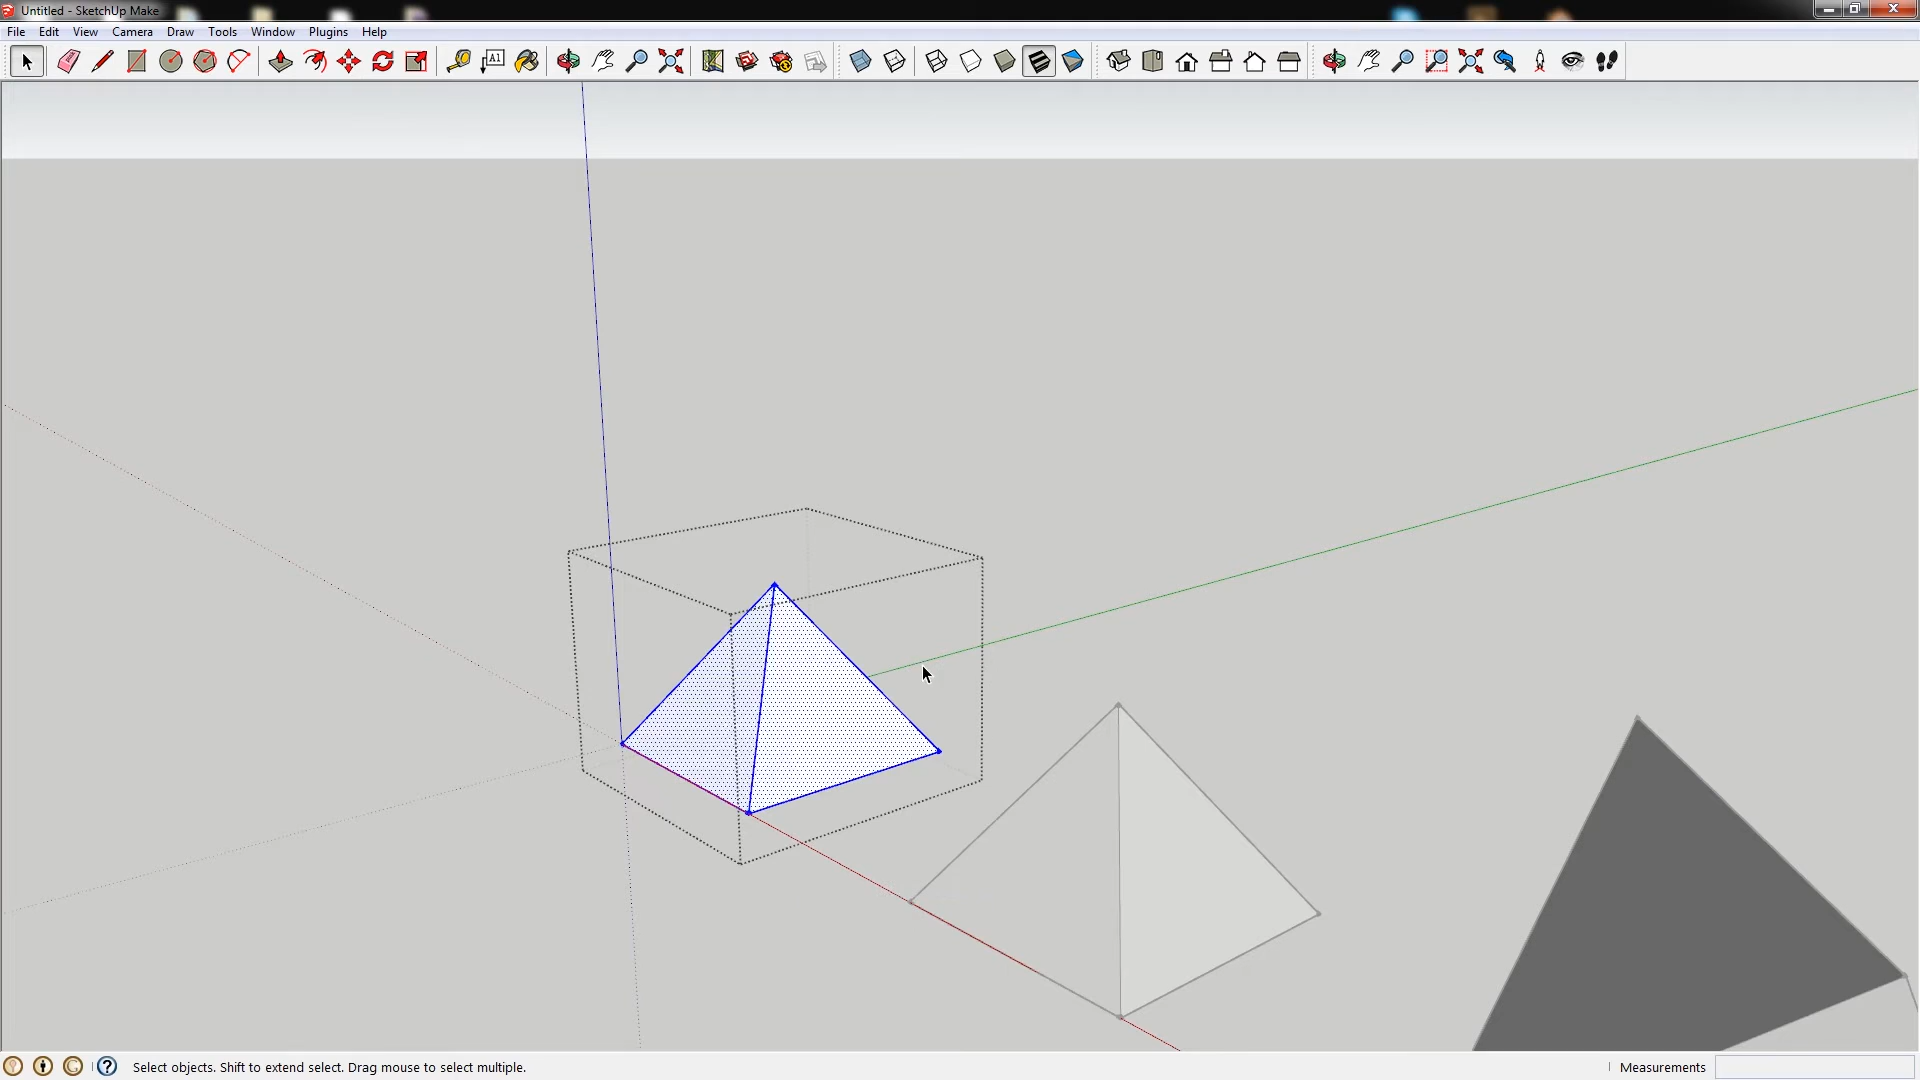 Untitled - SketchUp Make
File Edit View Camera Draw Tools Window Plugins Help
A1
Select objects. Shift to extend select. Drag mouse to select multiple.
Measurements